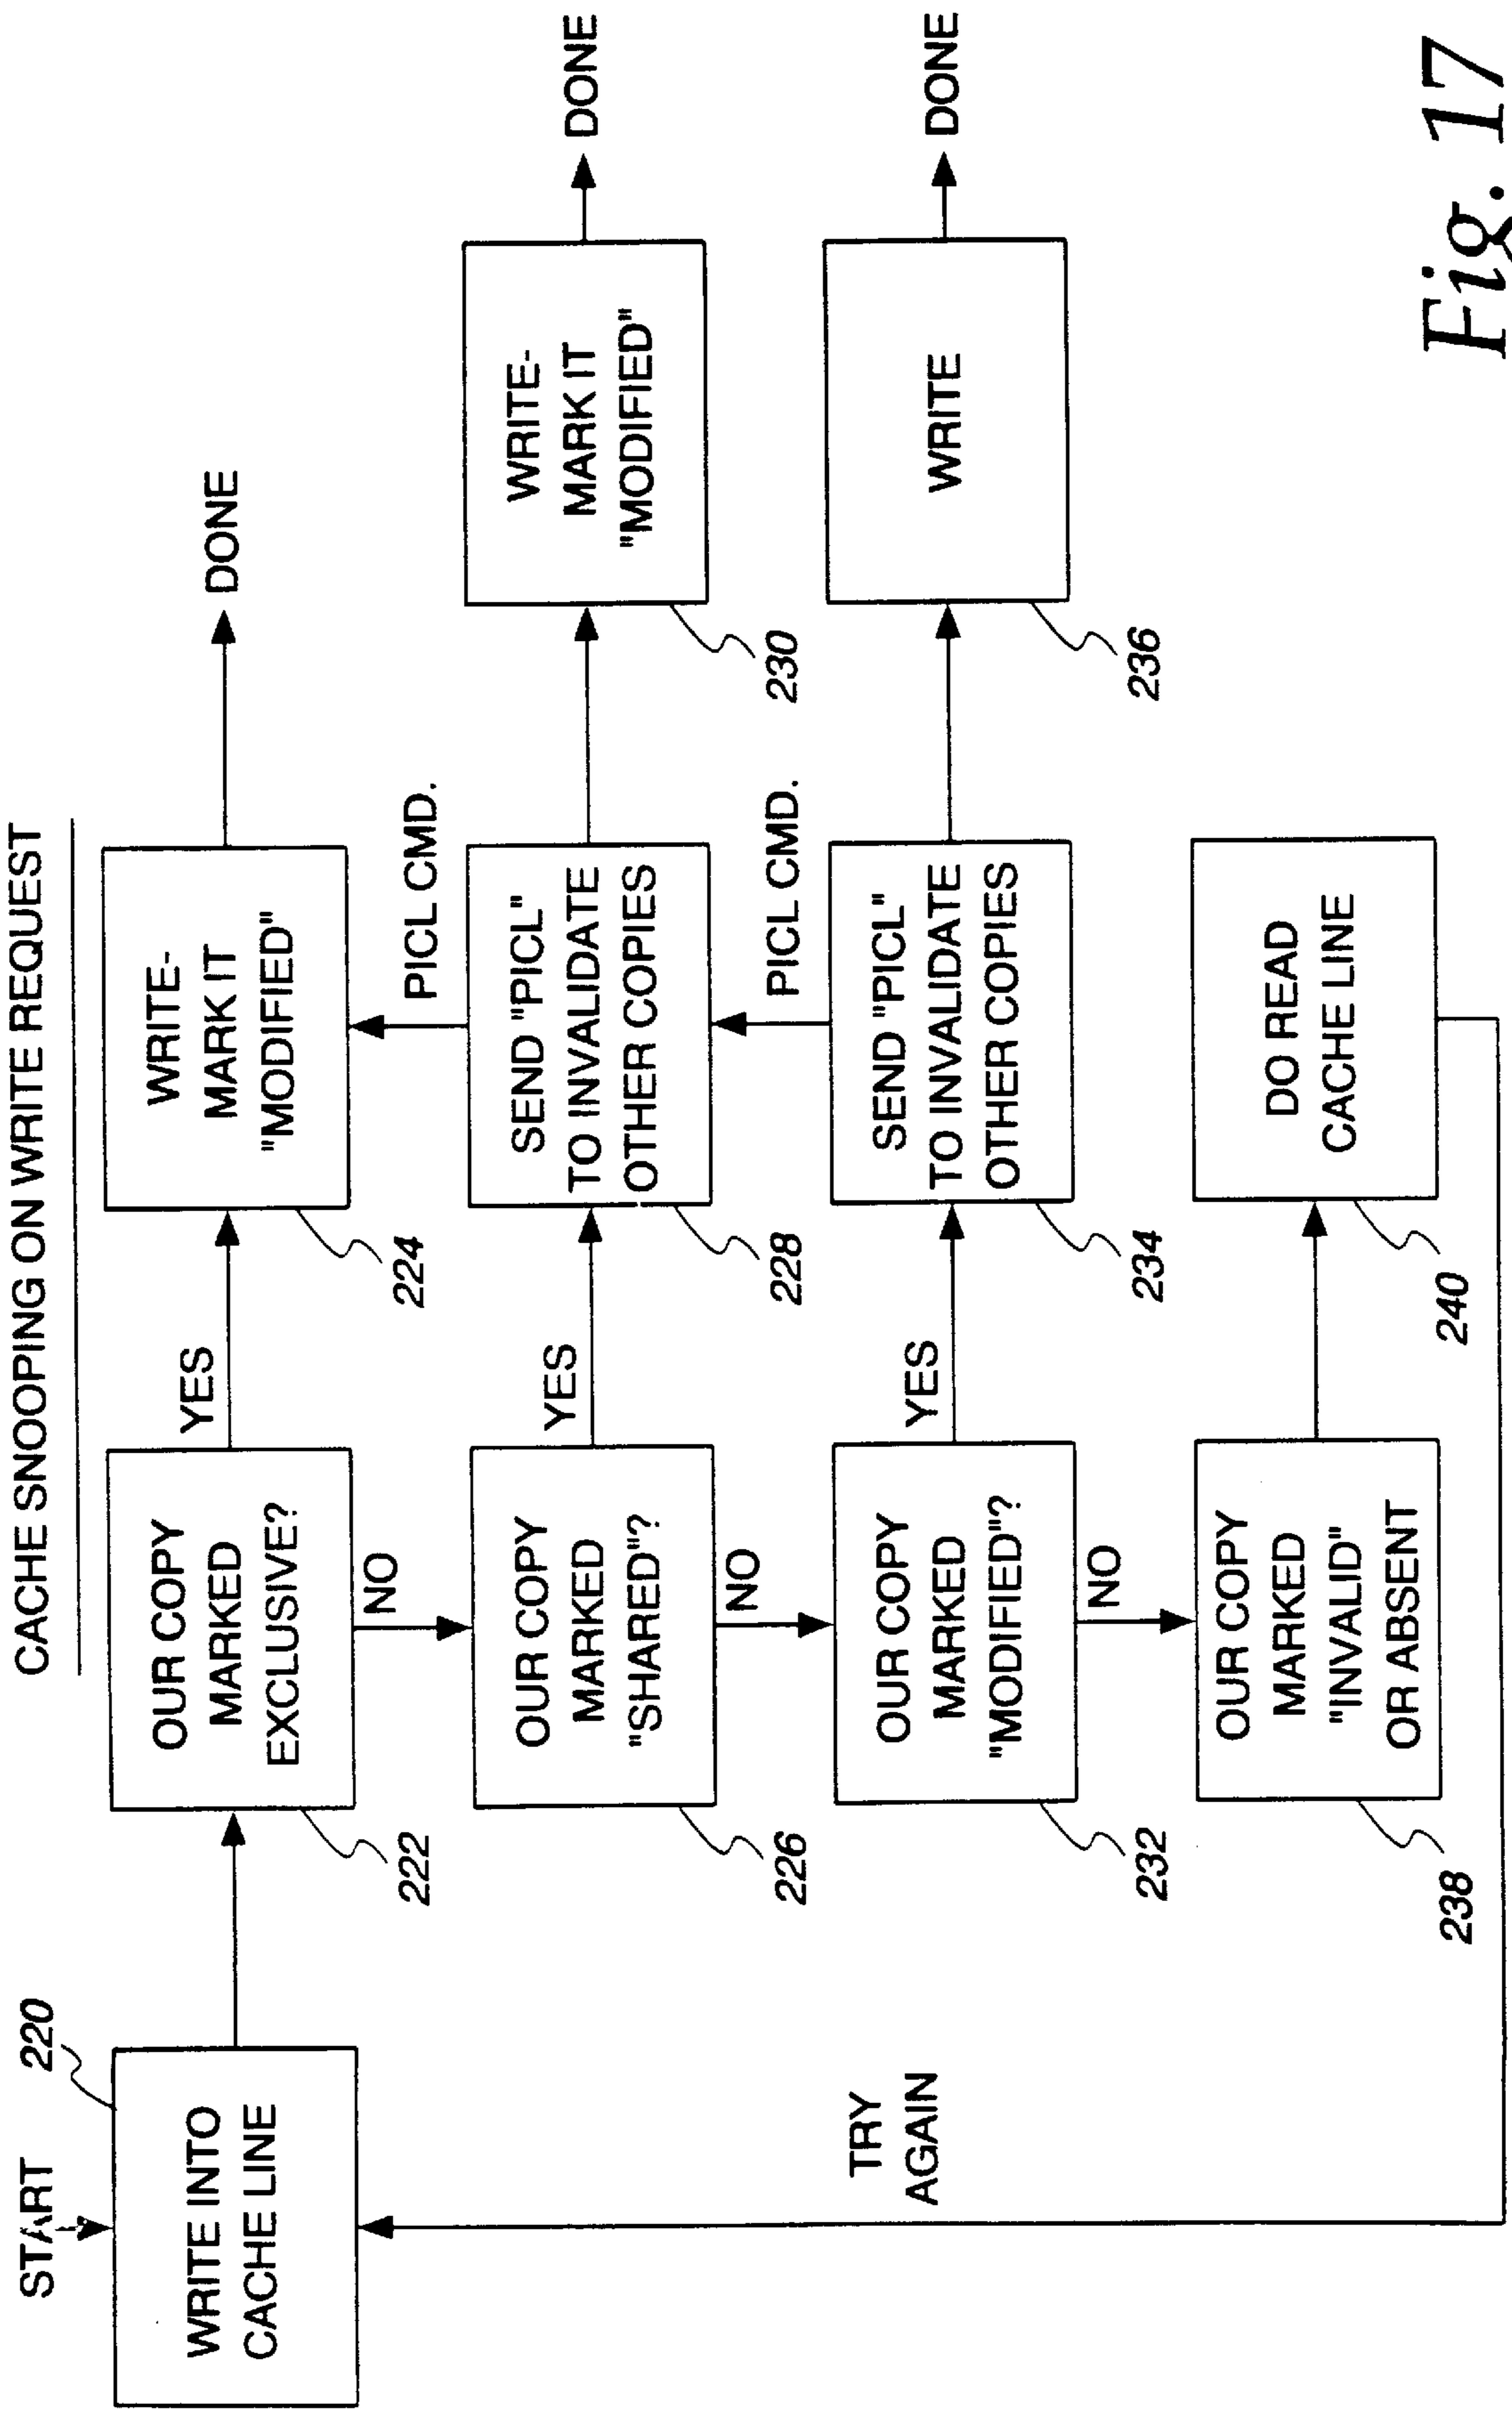 CACHE SNOOPING ON WRITE REQUEST
START
220
WRITE INTO
CACHE LINE
OUR COPY
MARKED
EXCLUSIVE?
222
YES
WRITE-
MARK IT
"MODIFIED"
224
DONE
NO
PICL CMD.
OUR COPY
MARKED
"SHARED"?
226
YES
SEND "PICL"
TO INVALIDATE
OTHER COPIES
228
WRITE-
MARK IT
"MODIFIED"
230
DONE
NO
PICL CMD.
OUR COPY
MARKED
"MODIFIED"?
232
YES
SEND "PICL"
TO INVALIDATE
OTHER COPIES
234
WRITE
236
DONE
NO
TRY
AGAIN
OUR COPY
MARKED
"INVALID"
OR ABSENT
238
DO READ
CACHE LINE
240
Fig. 17